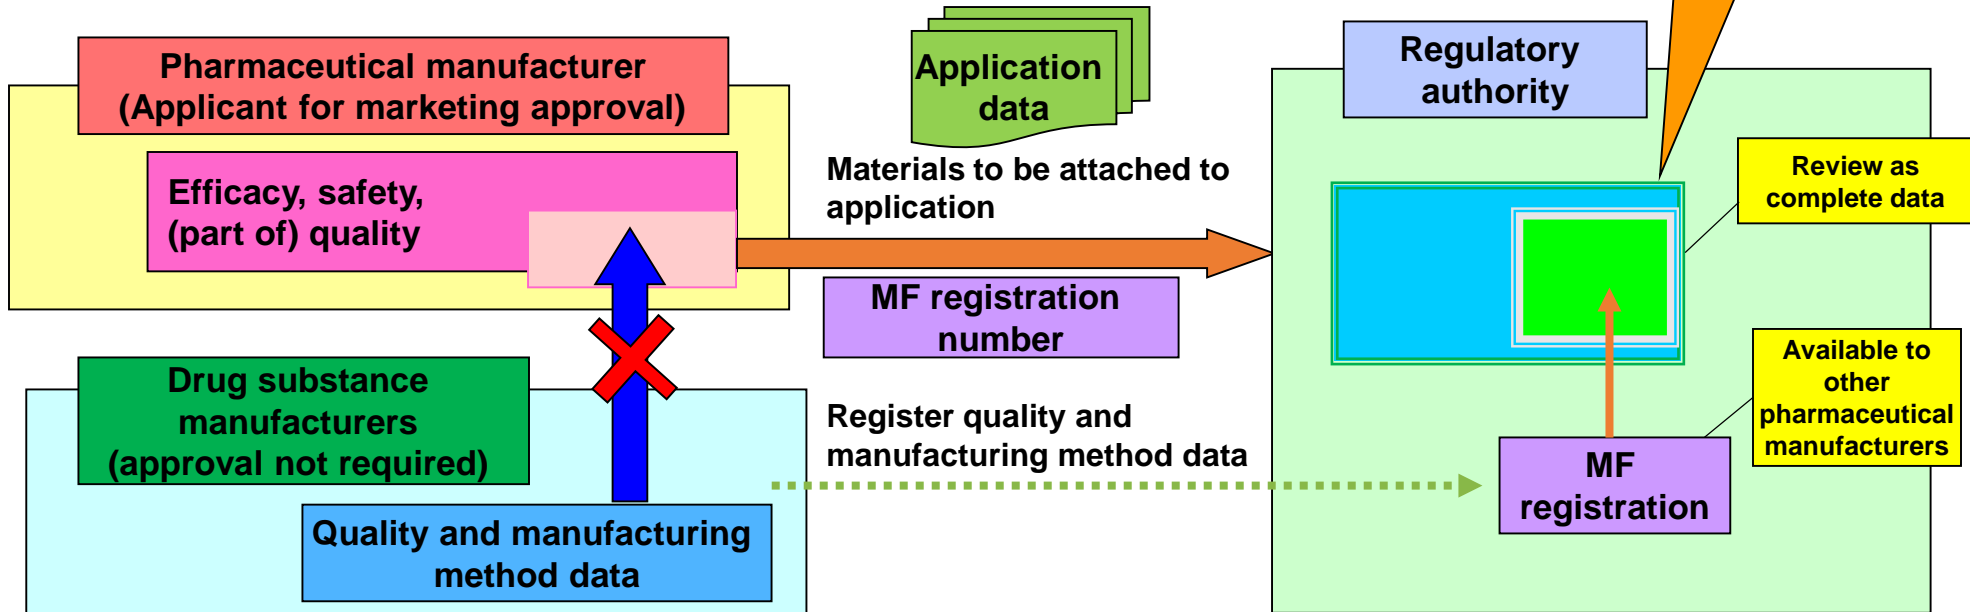 Pharmaceutical manufacturer
(Applicant for marketing approval)
Efficacy, safety,
(part of) quality
Application
data
Materials to be attached to
application
MF registration
number
Regulatory
authority
Review as
complete data
Drug substance
manufacturers
(approval not required)
Quality and manufacturing
method data
Register quality and
manufacturing method data
Available to
other
pharmaceutical
manufacturers
MF
registration